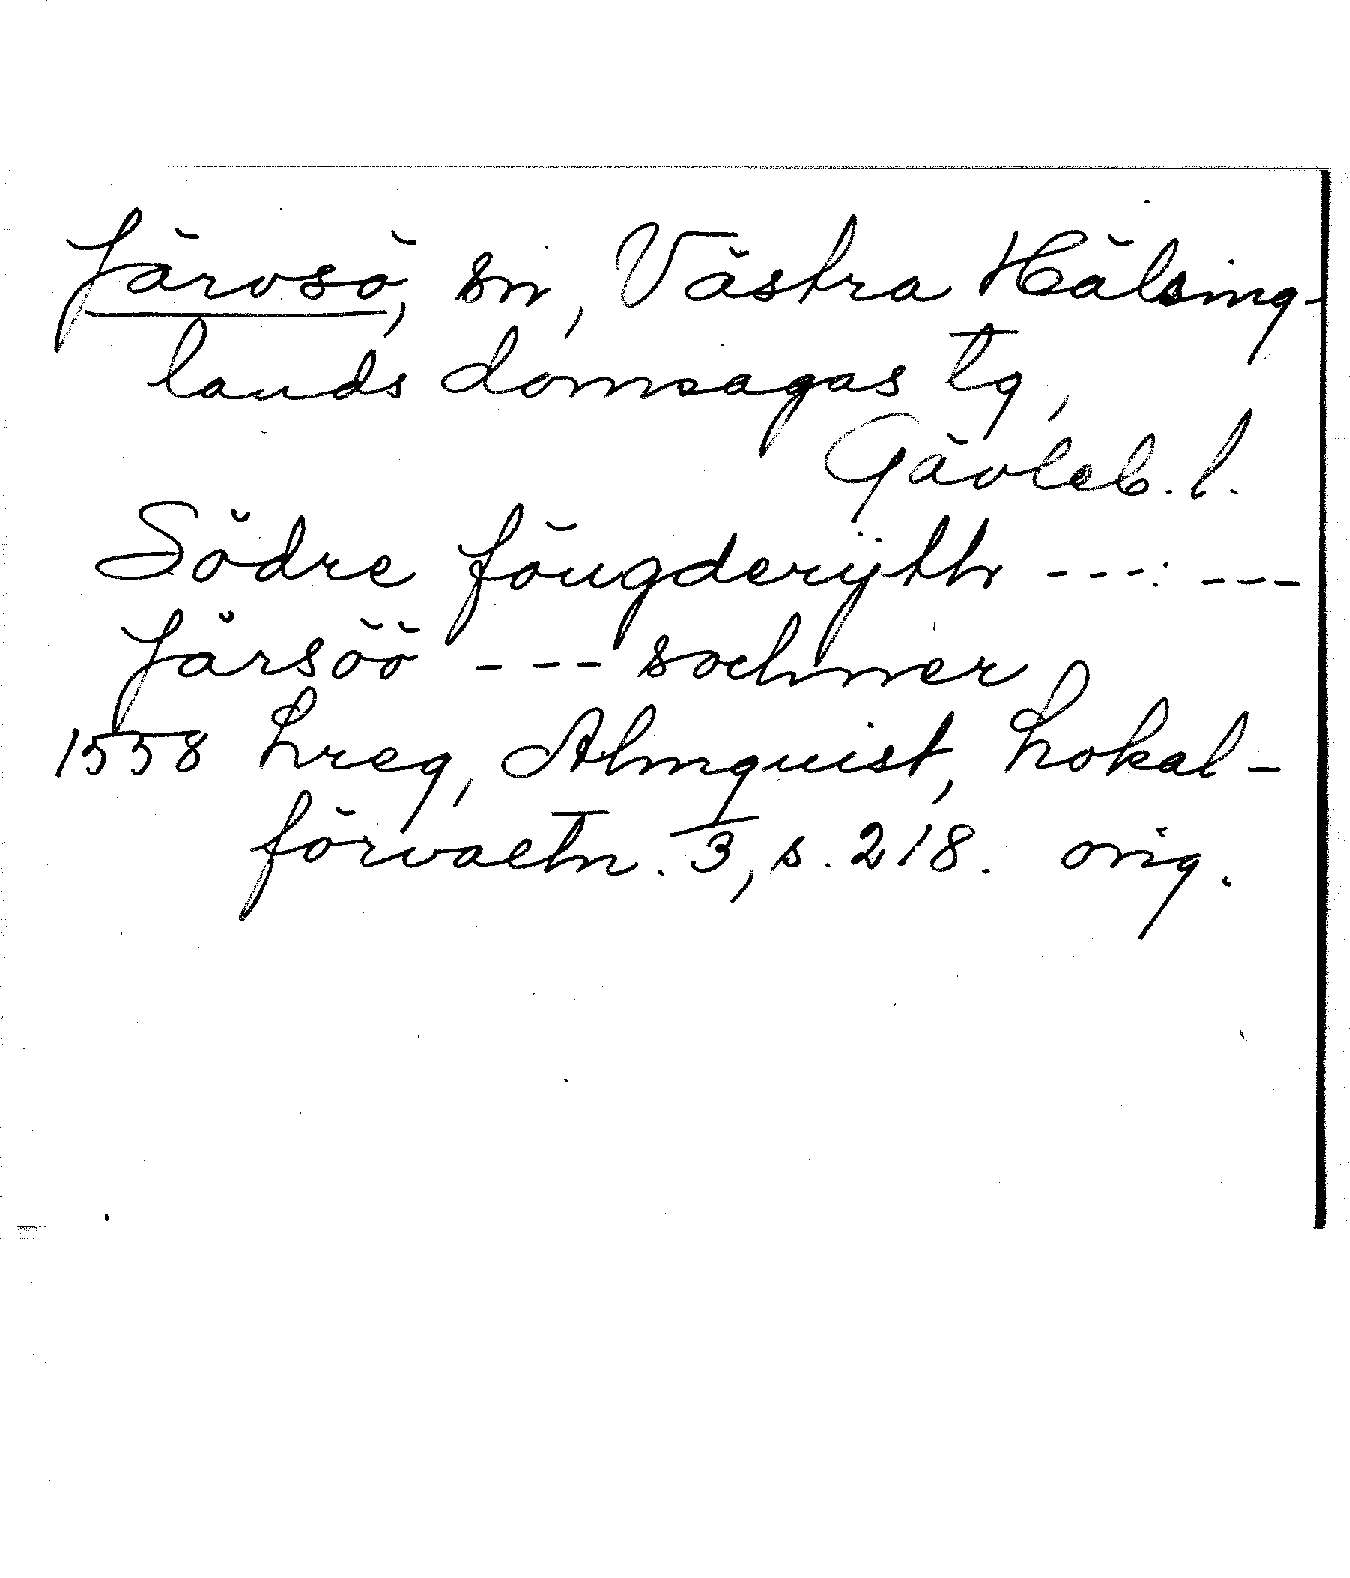 Järvsö, sn, Västra Hälsing-
lands domsagas tg,
Gävleb. l.
Södre föugderÿtth ---: ---
Järsöö --- sochner
1558 Lreg, Almquist, Lokal-
förvaltn. 3, s. 218. orig.